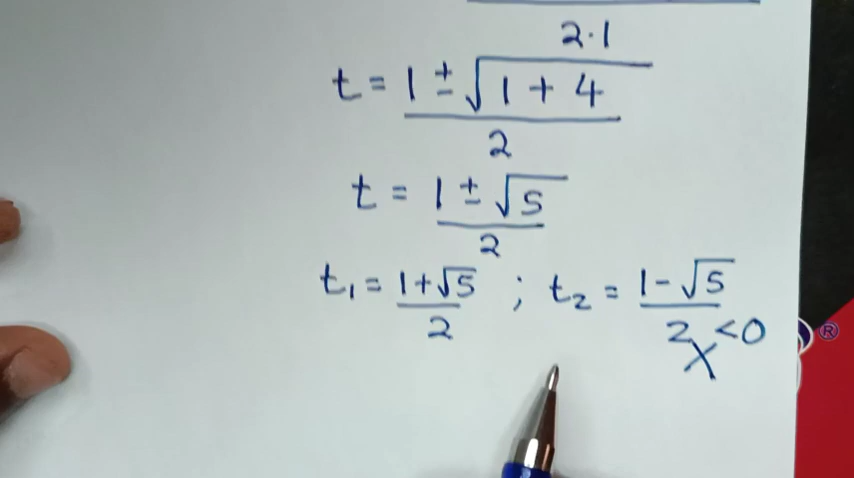 2·1
t = 1 ± √1 + 4
2
t = 1 ± √5
2
t₁ = 1+√5 ; t₂ = 1-√5
2 2 <0
X
®